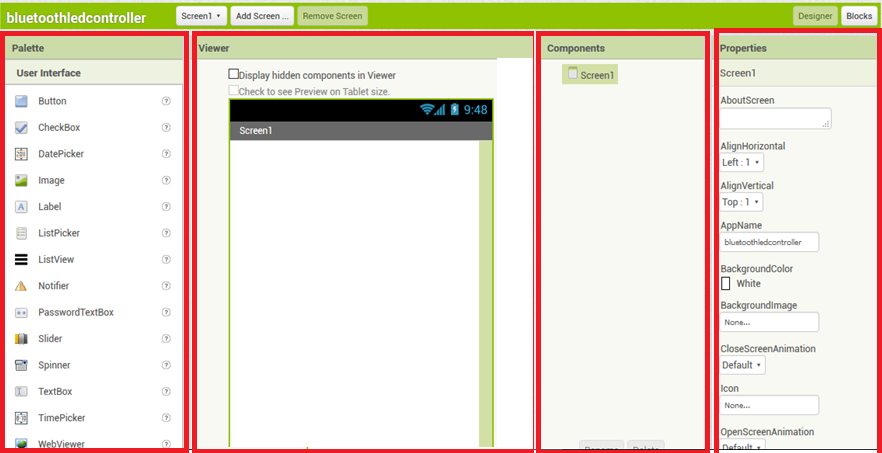 bluetoothledcontroller
Screen1
Add Screen ...
Remove Screen
Designer
Blocks
Palette
User Interface
Button
CheckBox
DatePicker
Image
Label
ListPicker
ListView
Notifier
PasswordTextBox
Slider
Spinner
TextBox
TimePicker
WebViewer
Viewer
Display hidden components in Viewer
Check to see Preview on Tablet size.
9:48
Screen1
Components
Screen1
Rename
Delete
Properties
Screen1
AboutScreen
AlignHorizontal
Left : 1
AlignVertical
Top : 1
AppName
bluetoothledcontroller
BackgroundColor
White
BackgroundImage
None...
CloseScreenAnimation
Default
Icon
None...
OpenScreenAnimation
Default